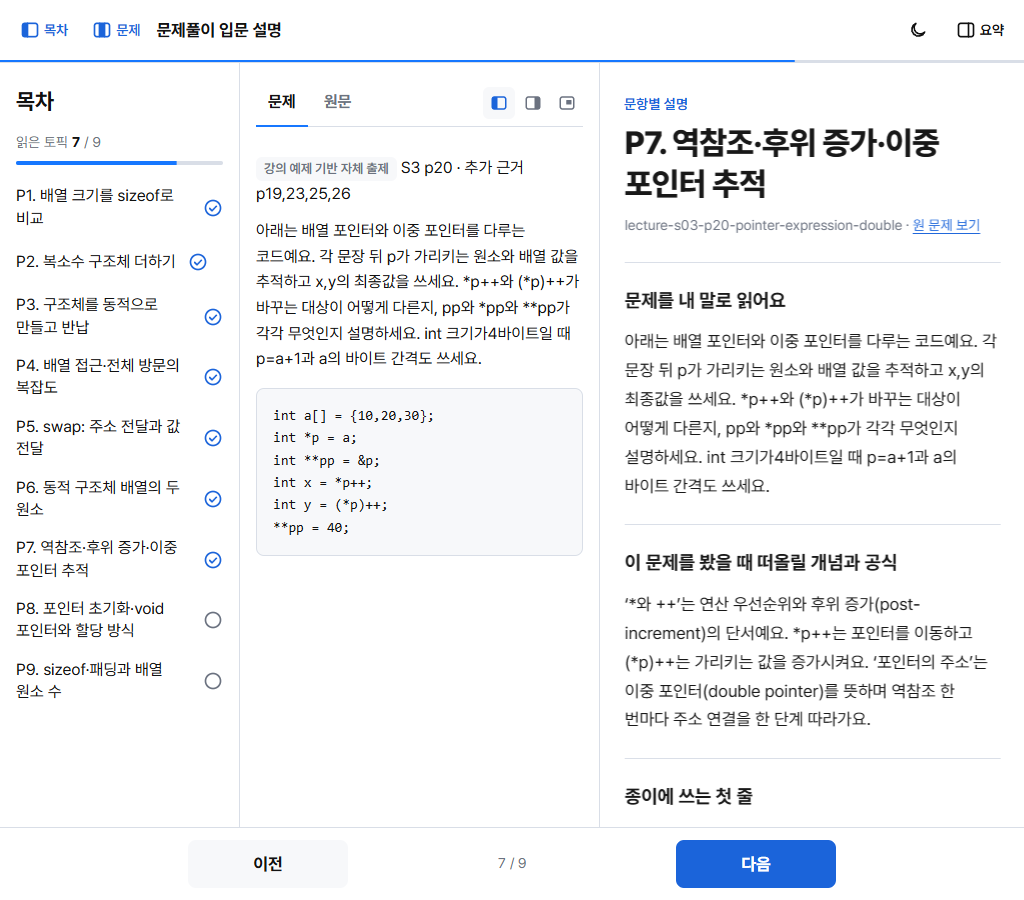 목차
문제
문제풀이 입문 설명
요약
목차
읽은 토픽 7 / 9
P1. 배열 크기를 sizeof로
비교
P2. 복소수 구조체 더하기
P3. 구조체를 동적으로
만들고 반납
P4. 배열 접근·전체 방문의
복잡도
P5. swap: 주소 전달과 값
전달
P6. 동적 구조체 배열의 두
원소
P7. 역참조·후위 증가·이중
포인터 추적
P8. 포인터 초기화·void
포인터와 할당 방식
P9. sizeof·패딩과 배열
원소 수
문제
원문
강의 예제 기반 자체 출제 S3 p20 · 추가 근거
p19,23,25,26
아래는 배열 포인터와 이중 포인터를 다루는
코드예요. 각 문장 뒤 p가 가리키는 원소와 배열 값을
추적하고 x,y의 최종값을 쓰세요. *p++와 (*p)++가
바꾸는 대상이 어떻게 다른지, pp와 *pp와 **pp가
각각 무엇인지 설명하세요. int 크기가4바이트일 때
p=a+1과 a의 바이트 간격도 쓰세요.
int a[] = {10,20,30};
int *p = a;
int **pp = &p;
int x = *p++;
int y = (*p)++;
**pp = 40;
문항별 설명
P7. 역참조·후위 증가·이중
포인터 추적
lecture-s03-p20-pointer-expression-double · 원 문제 보기
문제를 내 말로 읽어요
아래는 배열 포인터와 이중 포인터를 다루는 코드예요. 각
문장 뒤 p가 가리키는 원소와 배열 값을 추적하고 x,y의
최종값을 쓰세요. *p++와 (*p)++가 바꾸는 대상이
어떻게 다른지, pp와 *pp와 **pp가 각각 무엇인지
설명하세요. int 크기가4바이트일 때 p=a+1과 a의
바이트 간격도 쓰세요.
이 문제를 봤을 때 떠올릴 개념과 공식
‘*와 ++’는 연산 우선순위와 후위 증가(post-
increment)의 단서예요. *p++는 포인터를 이동하고
(*p)++는 가리키는 값을 증가시켜요. ‘포인터의 주소’는
이중 포인터(double pointer)를 뜻하며 역참조 한
번마다 주소 연결을 한 단계 따라가요.
종이에 쓰는 첫 줄
이전
7 / 9
다음